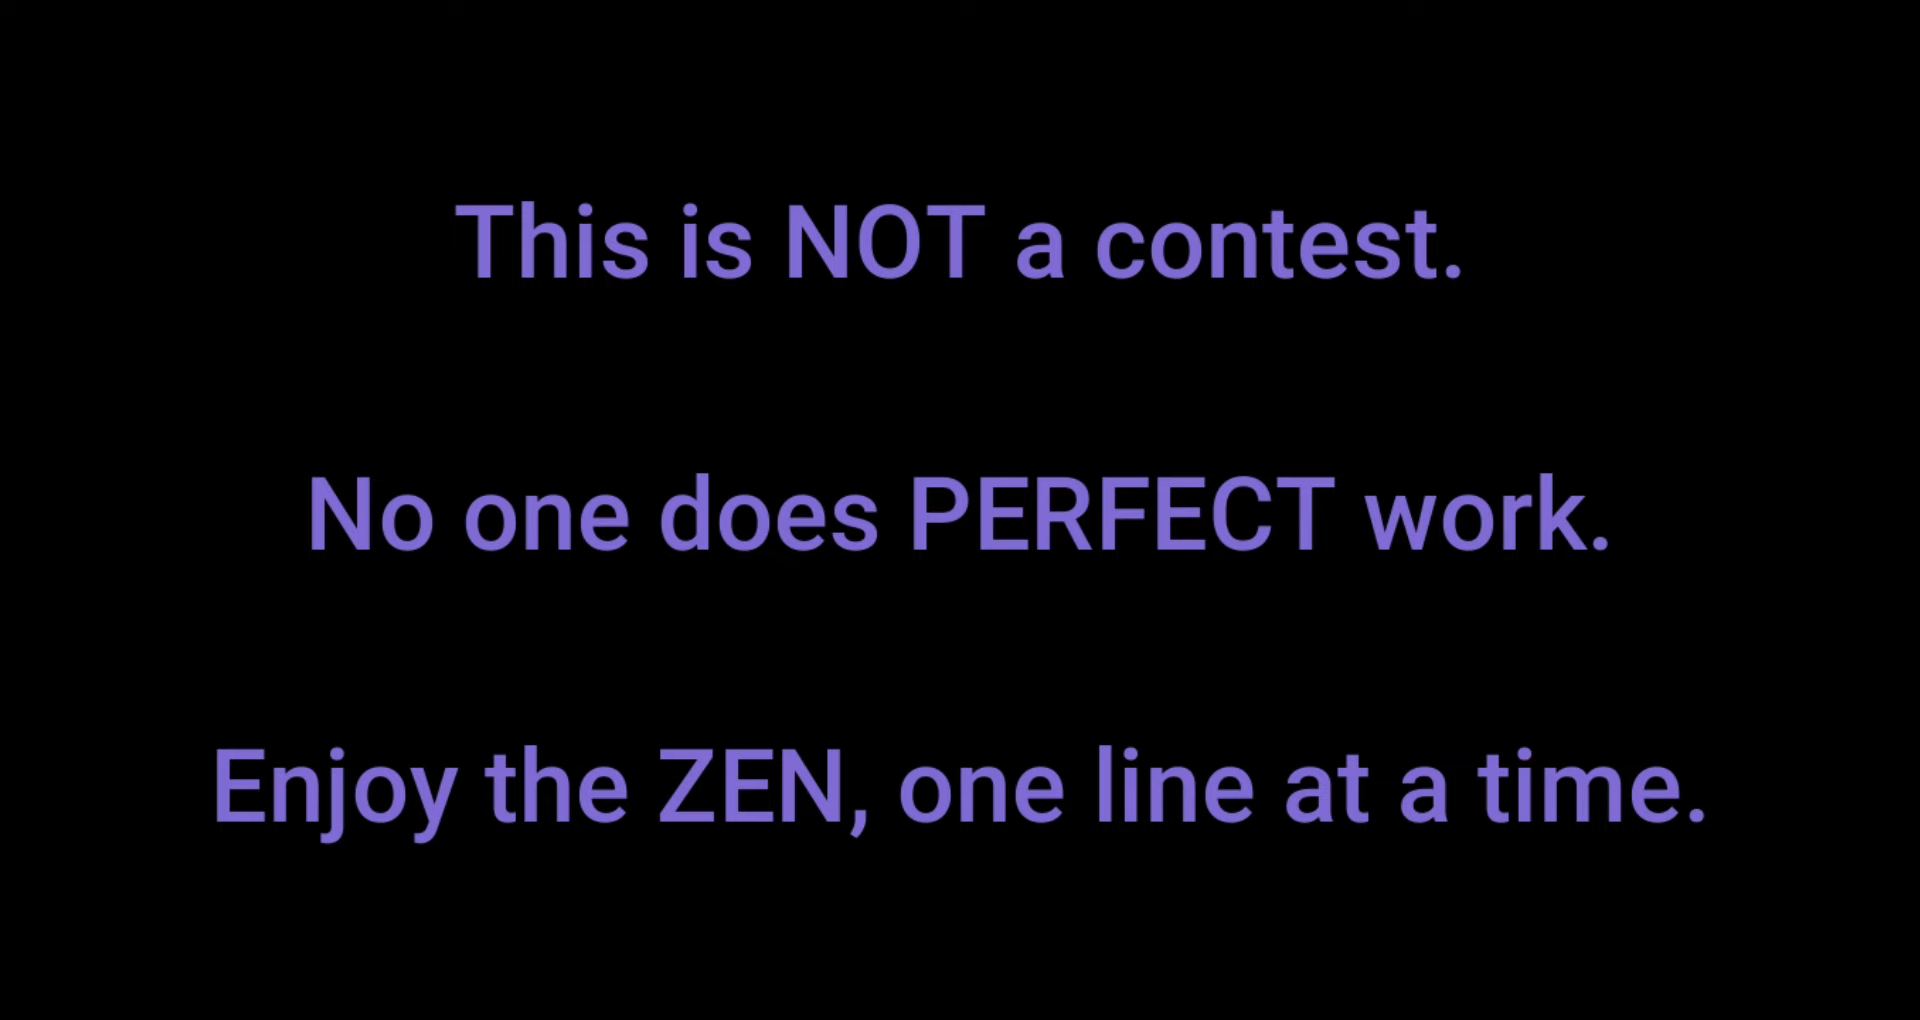 This is NOT a contest.
No one does PERFECT work.
Enjoy the ZEN, one line at a time.